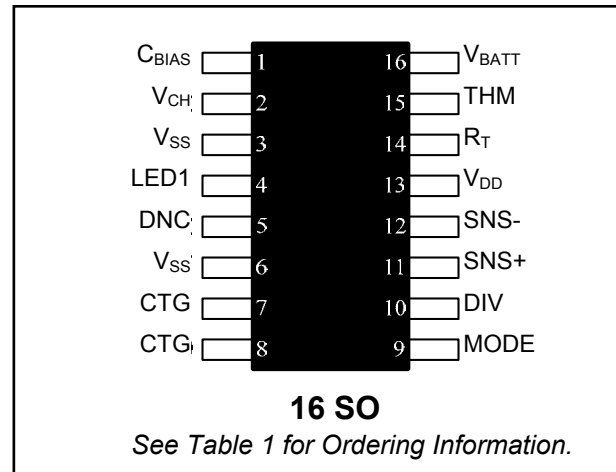 CBIAS 1 16 VBATT
VCH 2 15 THM
VSS 3 14 RT
LED1 4 13 VDD
DNC 5 12 SNS-
VSS 6 11 SNS+
CTG 7 10 DIV
CTG 8 9 MODE
16 SO
See Table 1 for Ordering Information.